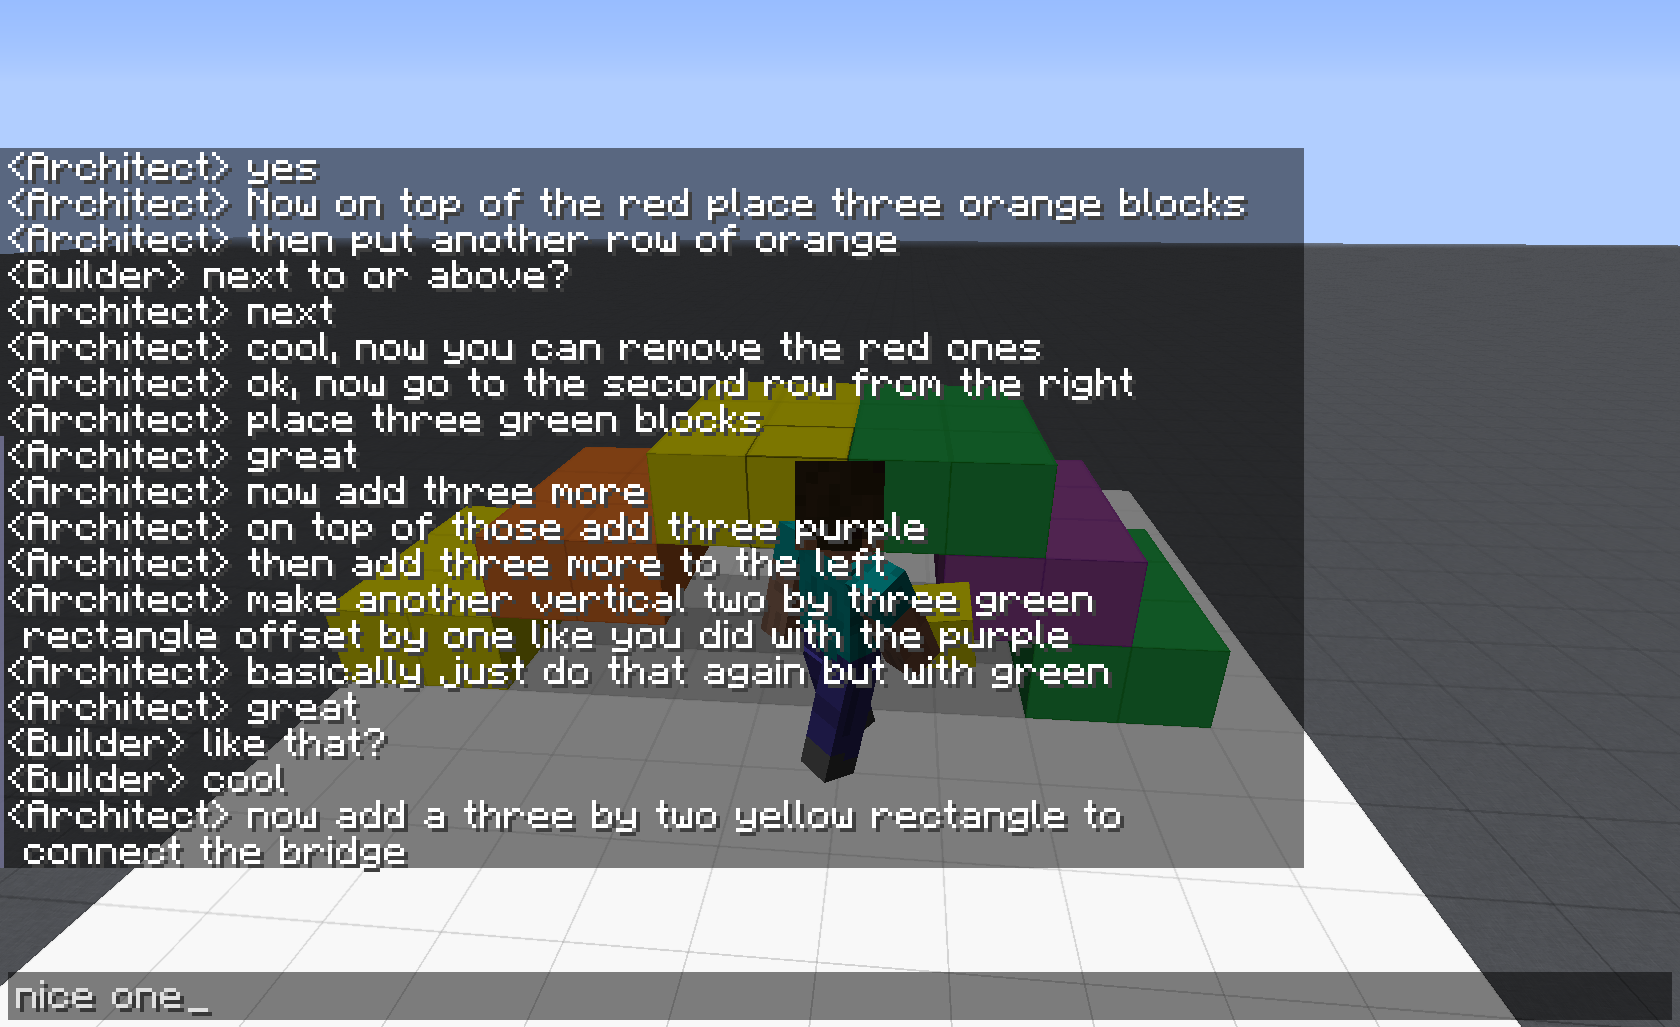 <Architect> yes
<Architect> Now on top of the red place three orange blocks
<Architect> then put another row of orange
<Builder> next to or above?
<Architect> next
<Architect> cool, now you can remove the red ones
<Architect> ok, now go to the second row from the right
<Architect> place three green blocks
<Architect> great
<Architect> now add three more
<Architect> on top of those add three purple
<Architect> then add three more to the left
<Architect> make another vertical two by three green
rectangle offset by one like you did with the purple
<Architect> basically just do that again but with green
<Architect> great
<Builder> like that?
<Builder> cool
<Architect> now add a three by two yellow rectangle to
connect the bridge
nice one_